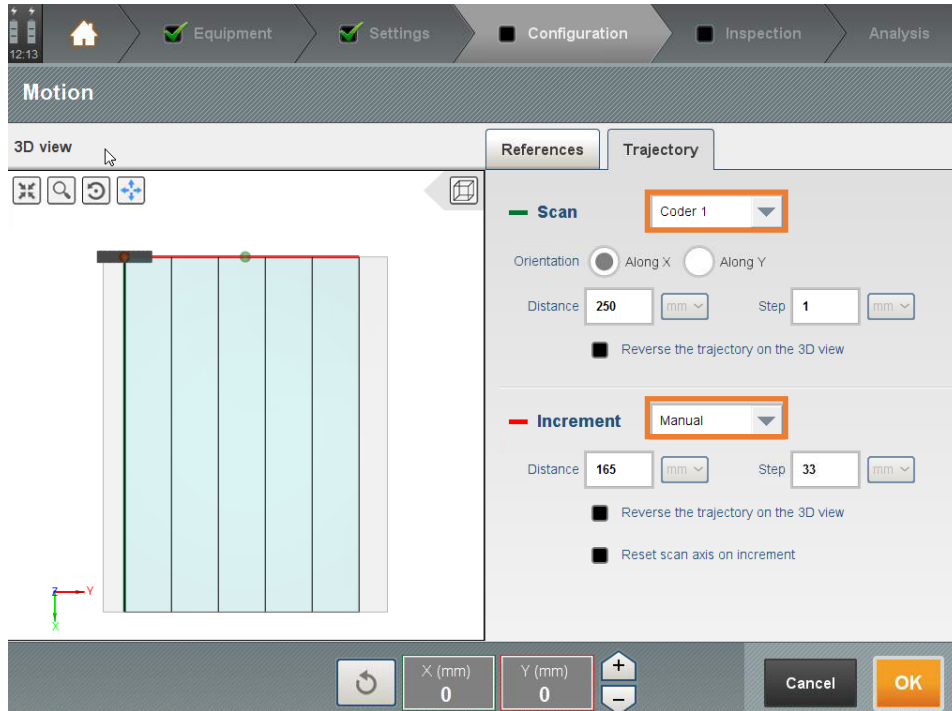 12:13
Equipment
Settings
Configuration
Inspection
Analysis
Motion
3D view
References
Trajectory
Scan
Coder 1
Orientation
Along X
Along Y
Distance
250
mm
Step
1
mm
Reverse the trajectory on the 3D view
Increment
Manual
Distance
165
mm
Step
33
mm
Reverse the trajectory on the 3D view
Reset scan axis on increment
Z
Y
X
X (mm)
0
Y (mm)
0
+
−
Cancel
OK